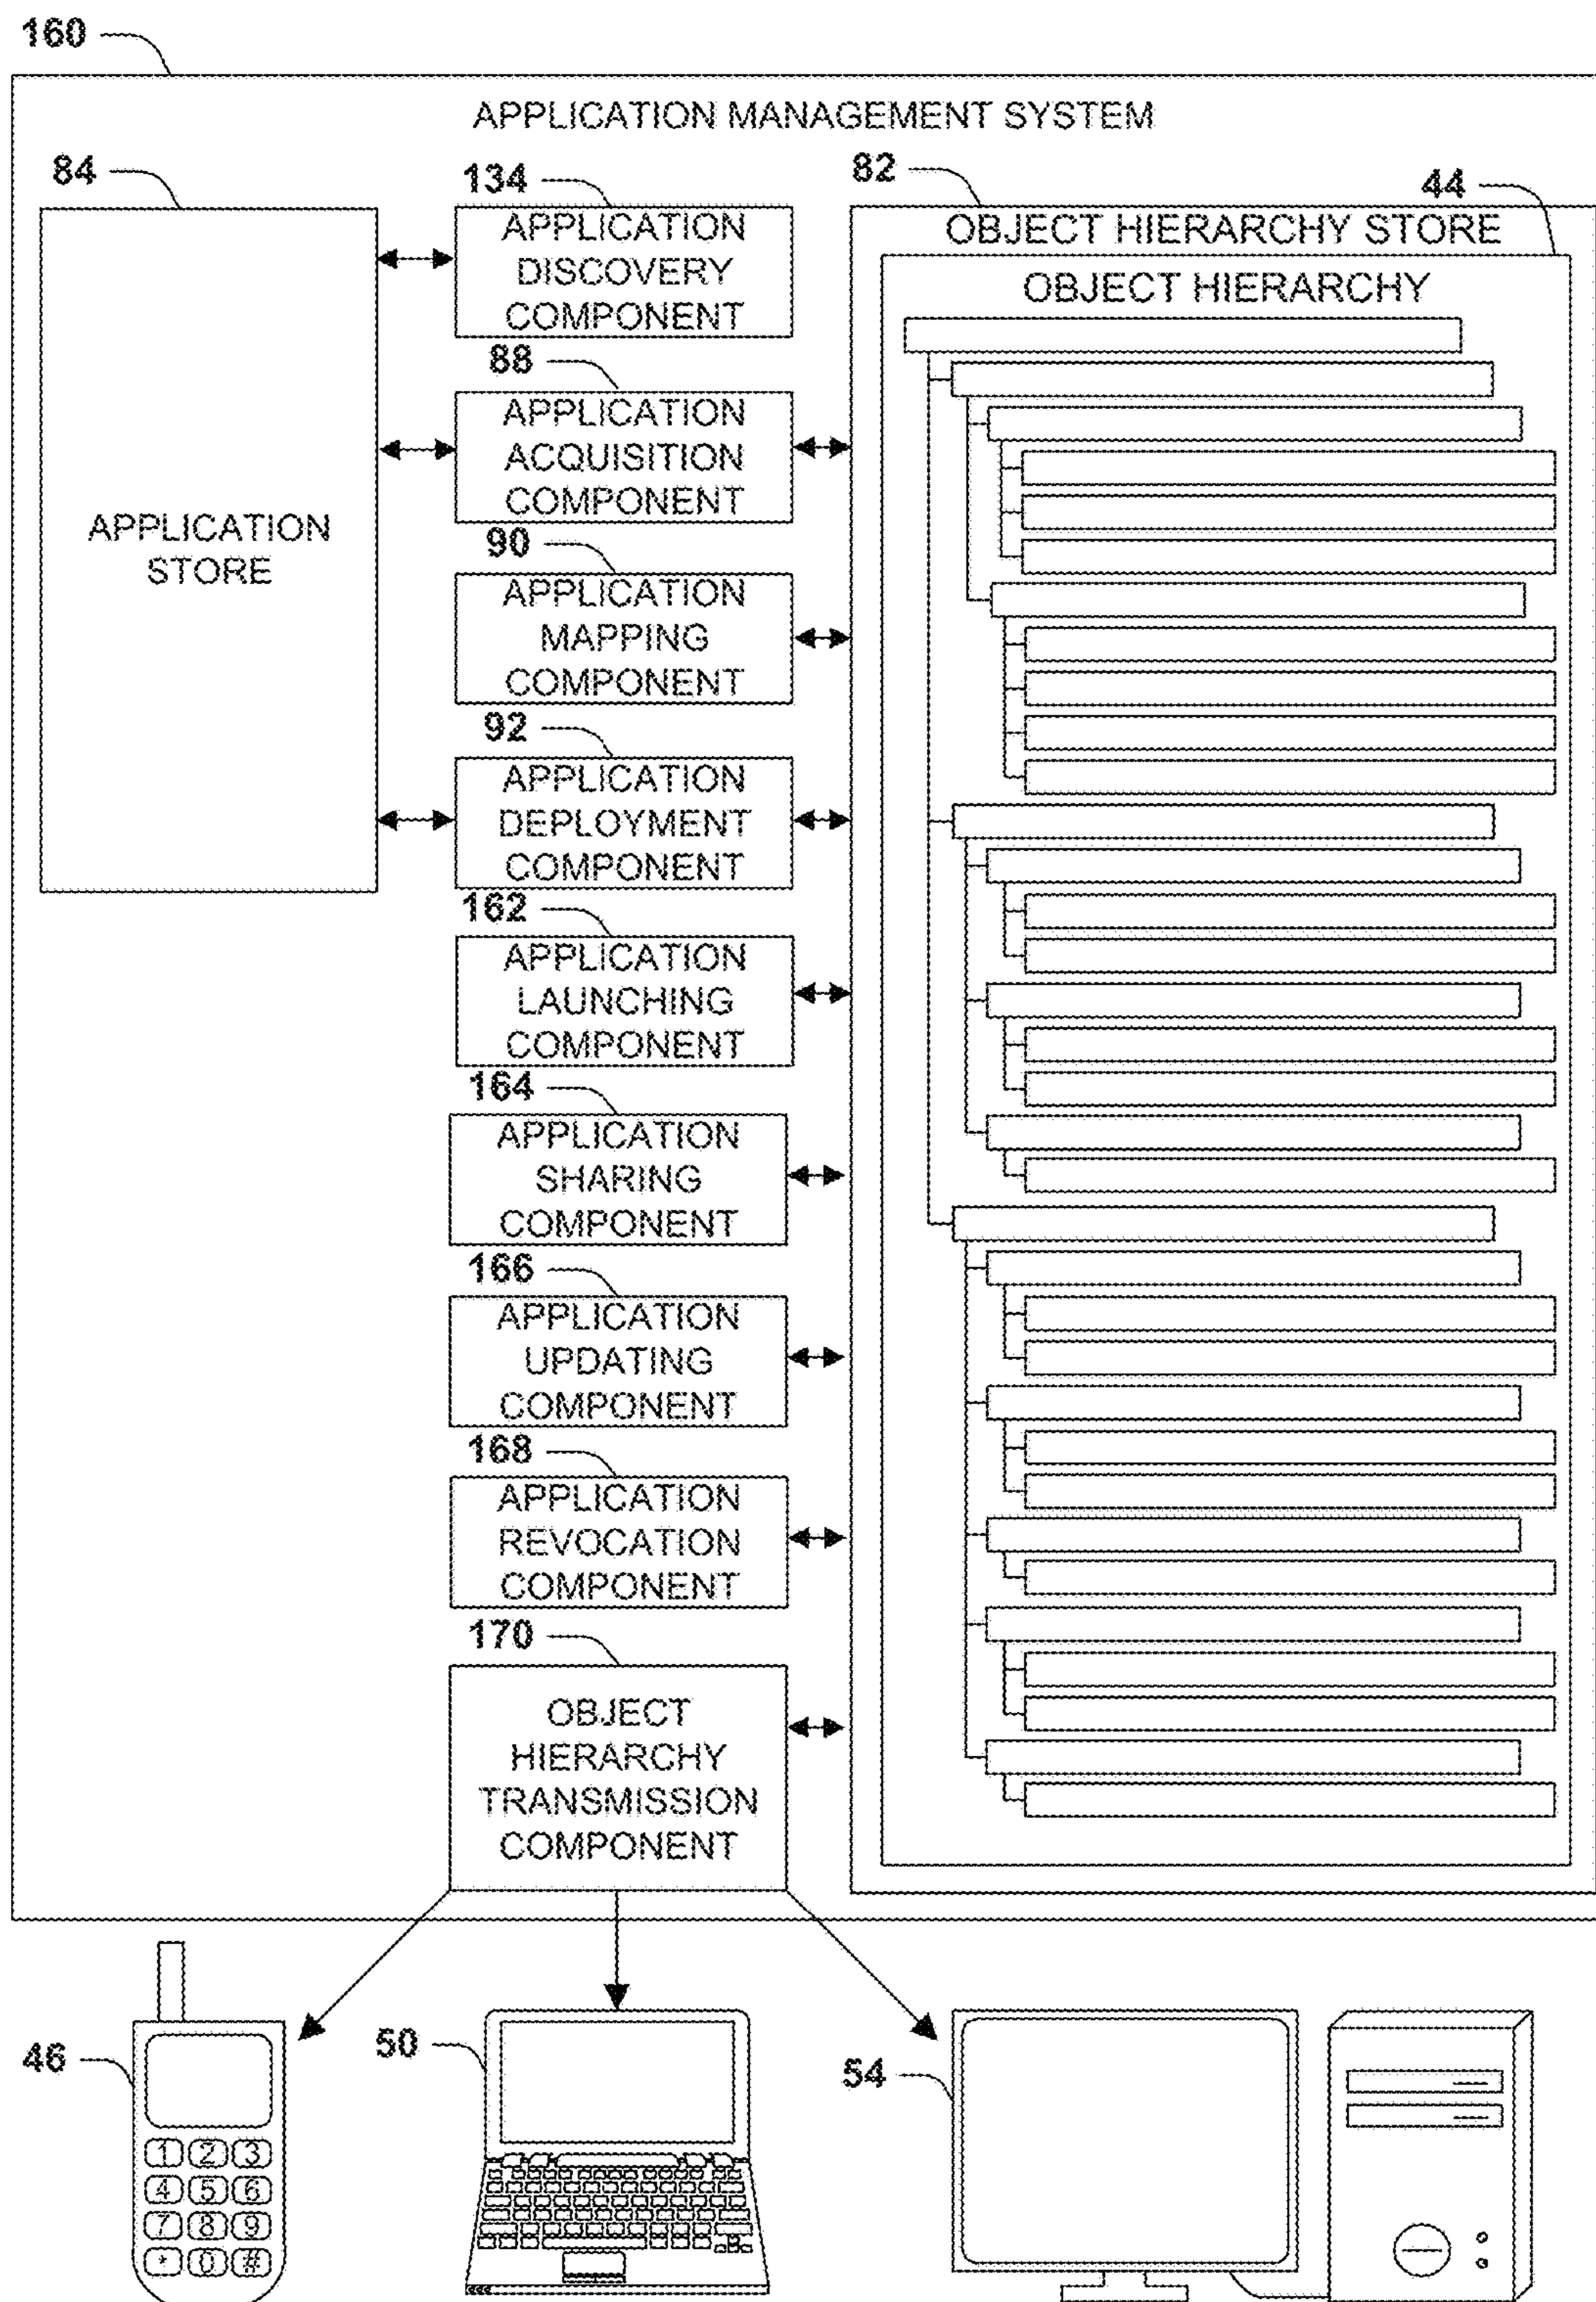 160
APPLICATION MANAGEMENT SYSTEM
84
134
82
44
APPLICATION
STORE
APPLICATION
DISCOVERY
COMPONENT
88
APPLICATION
ACQUISITION
COMPONENT
90
APPLICATION
MAPPING
COMPONENT
92
APPLICATION
DEPLOYMENT
COMPONENT
162
APPLICATION
LAUNCHING
COMPONENT
164
APPLICATION
SHARING
COMPONENT
166
APPLICATION
UPDATING
COMPONENT
168
APPLICATION
REVOCATION
COMPONENT
170
OBJECT
HIERARCHY
TRANSMISSION
COMPONENT
OBJECT HIERARCHY STORE
OBJECT HIERARCHY
46
50
54
1 2 3
4 5 6
7 8 9
* 0 #